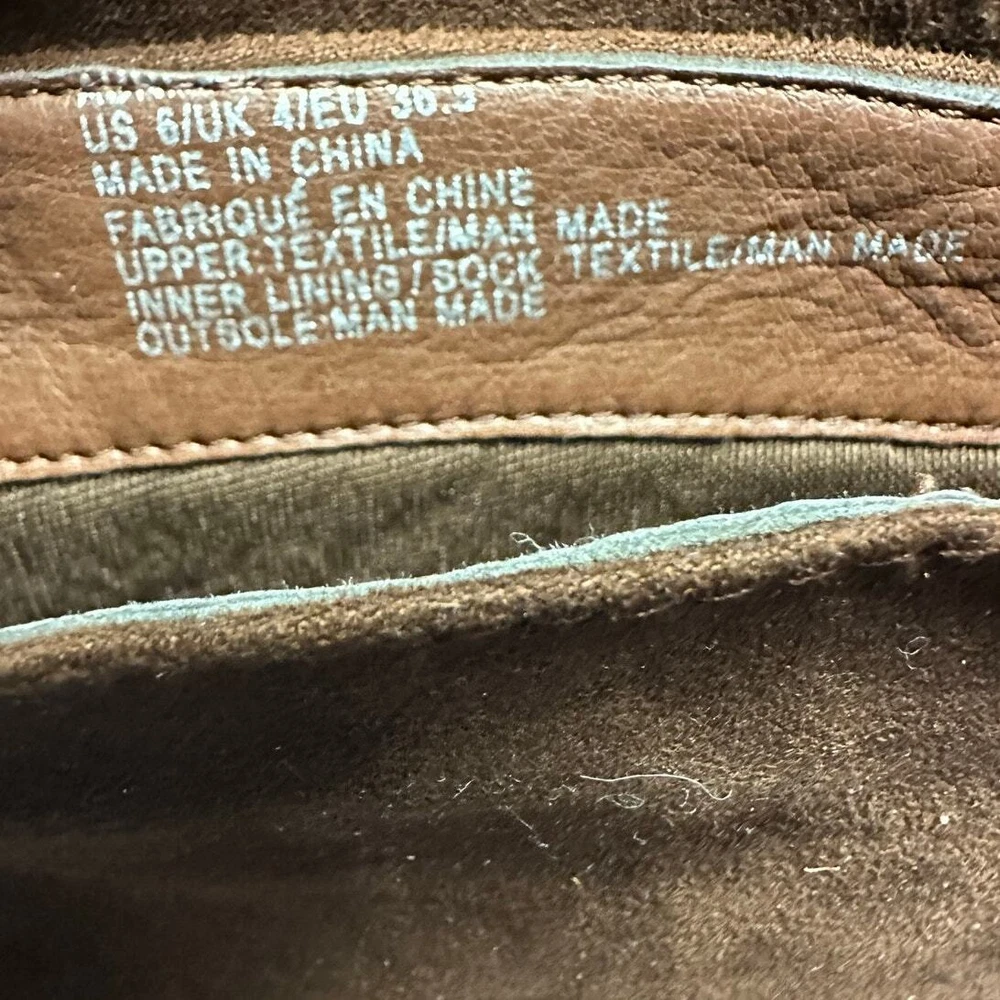 US 6/UK 4/EU 36.5
MADE IN CHINA
FABRIQUÉ EN CHINE
UPPER:TEXTILE/MAN MADE
INNER LINING/SOCK TEXTILE/MAN MADE
OUTSOLE:MAN MADE